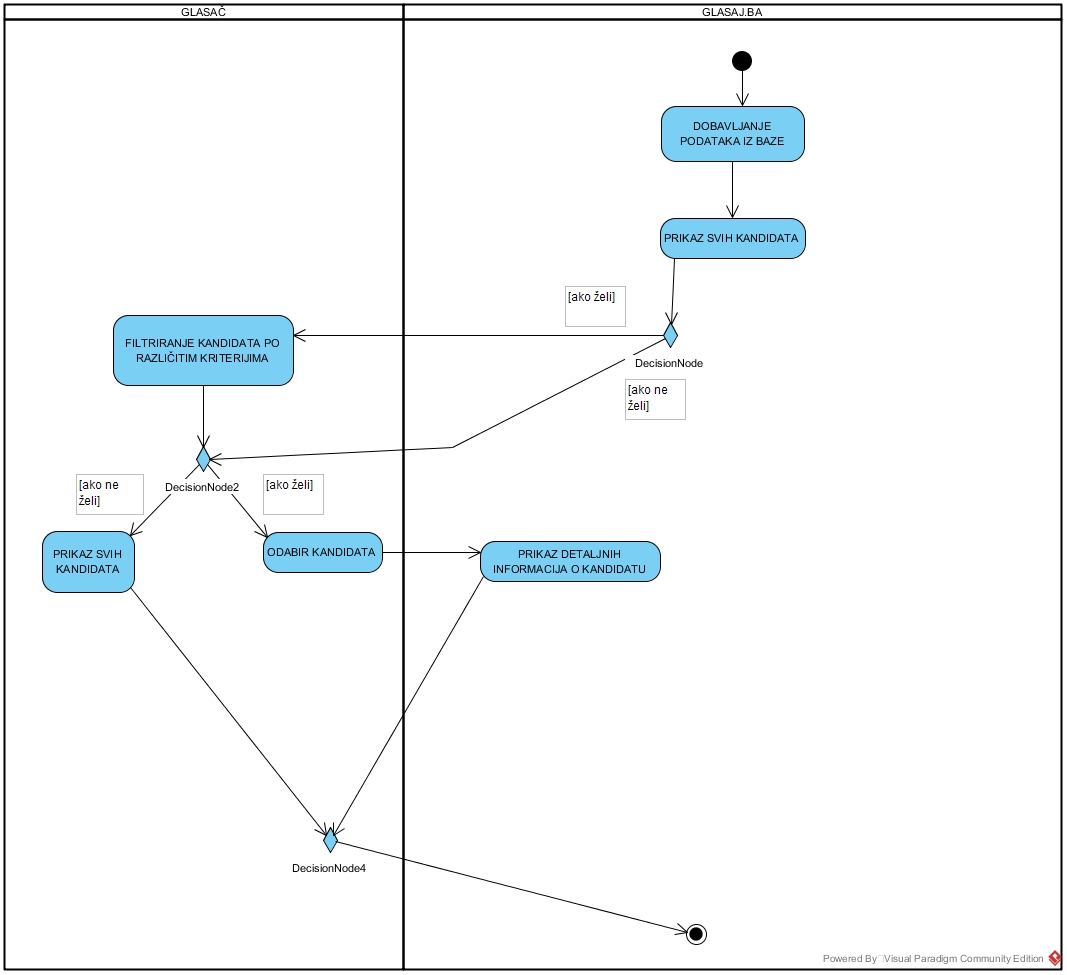 GLASAČ
GLASAJ.BA
DOBAVLJANJE
PODATAKA IZ BAZE
PRIKAZ SVIH KANDIDATA
[ako želi]
FILTRIRANJE KANDIDATA PO
RAZLIČITIM KRITERIJIMA
DecisionNode
[ako ne
želi]
DecisionNode2
[ako ne
želi]
[ako želi]
PRIKAZ SVIH
KANDIDATA
ODABIR KANDIDATA
PRIKAZ DETALJNIH
INFORMACIJA O KANDIDATU
DecisionNode4
Powered By Visual Paradigm Community Edition